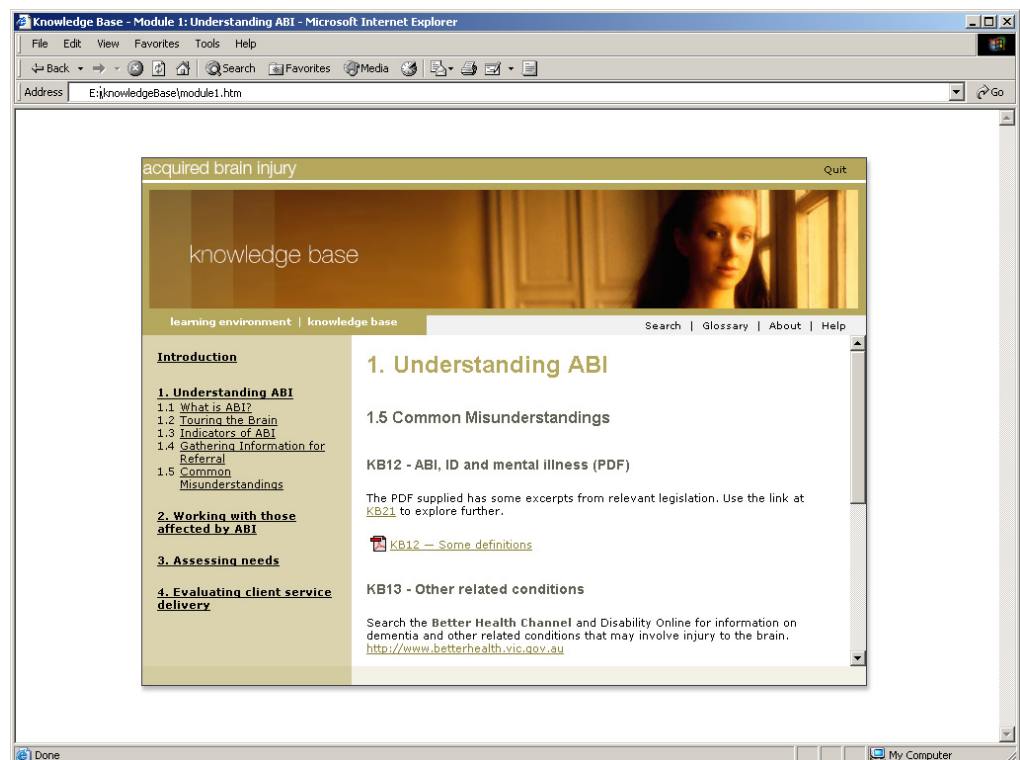 Knowledge Base - Module 1: Understanding ABI - Microsoft Internet Explorer
File Edit View Favorites Tools Help
Back Search Favorites Media
Address E:\knowledgeBase\module1.htm Go
acquired brain injury Quit
knowledge base
learning environment | knowledge base
Search | Glossary | About | Help
Introduction
1. Understanding ABI
1.1 What is ABI?
1.2 Touring the Brain
1.3 Indicators of ABI
1.4 Gathering Information for
Referral
1.5 Common
Misunderstandings
2. Working with those
affected by ABI
3. Assessing needs
4. Evaluating client service
delivery
1. Understanding ABI
1.5 Common Misunderstandings
KB12 - ABI, ID and mental illness (PDF)
The PDF supplied has some excerpts from relevant legislation. Use the link at
KB21 to explore further.
KB12 — Some definitions
KB13 - Other related conditions
Search the Better Health Channel and Disability Online for information on
dementia and other related conditions that may involve injury to the brain.
http://www.betterhealth.vic.gov.au
Done My Computer